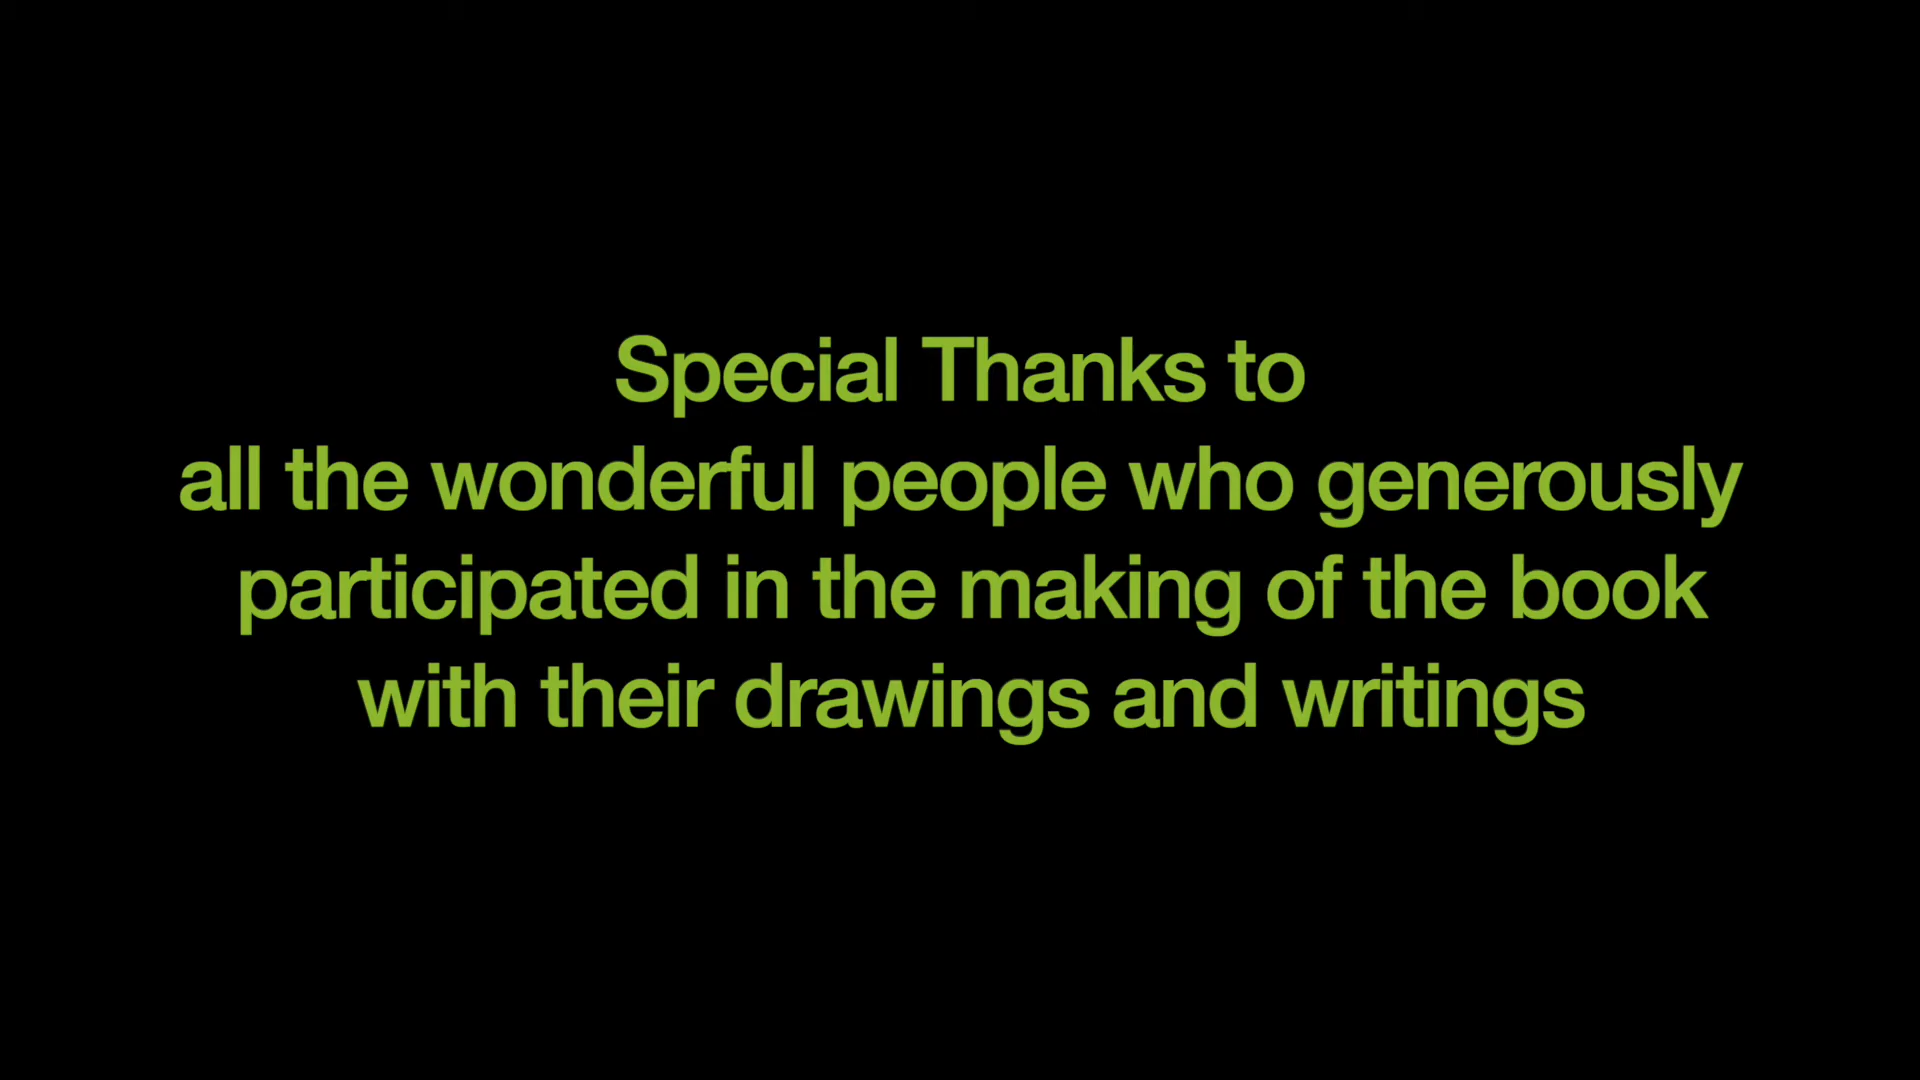 Special Thanks to
all the wonderful people who generously
participated in the making of the book
with their drawings and writings